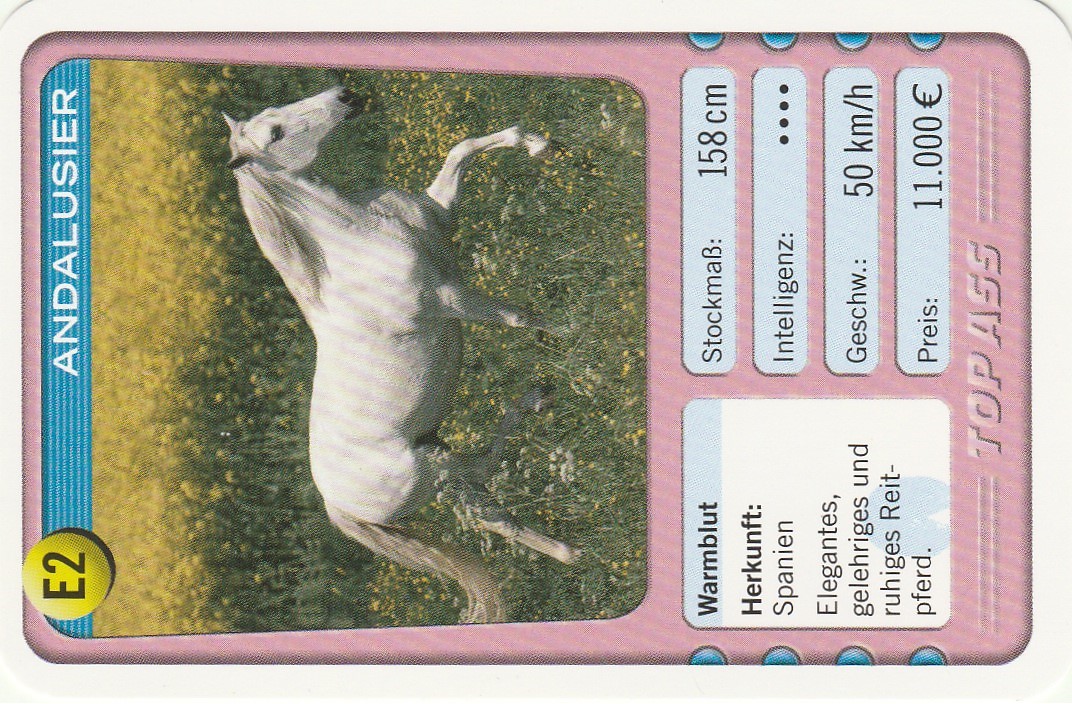 E2
ANDALUSIER
Warmblut
Herkunft:
Spanien
Elegantes,
gelehriges und
ruhiges Reit-
pferd.
Stockmaß: 158 cm
Intelligenz: ••••
Geschw.: 50 km/h
Preis: 11.000 €
TOP ASS